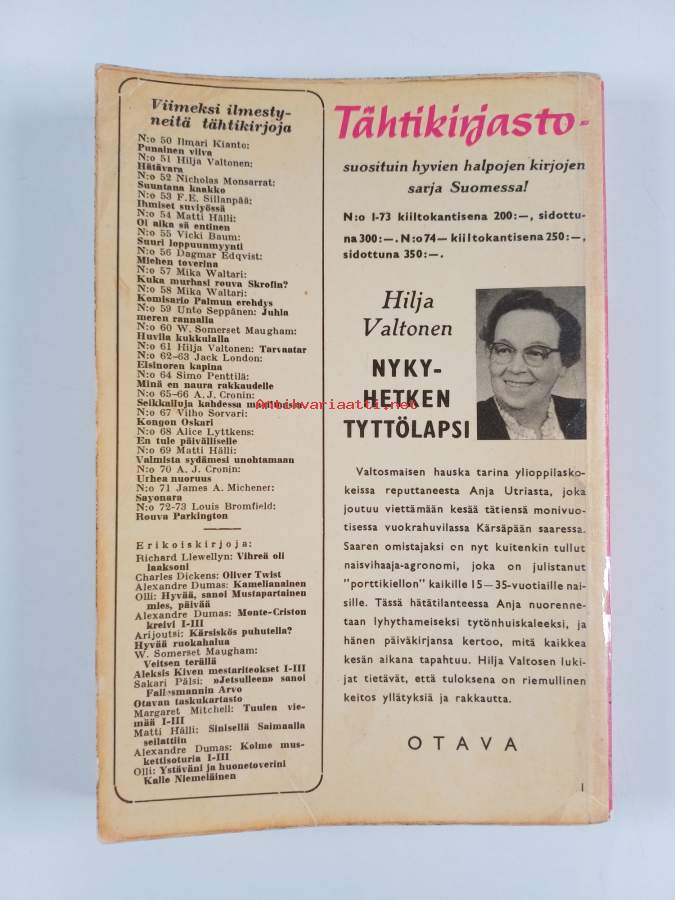 Viimeksi ilmesty-
neitä tähtikirjoja
N:o 50 Ilmari Kianto:
Punainen viiva
N:o 51 Hilja Valtonen:
Hätävara
N:o 52 Nicholas Monsarrat:
Suuntana kaakko
N:o 53 F.E. Sillanpää:
Ihmiset suviyössä
N:o 54 Matti Hälli:
Oi aika sä entinen
N:o 55 Vicki Baum:
Suuri loppuunmyynti
N:o 56 Dagmar Edqvist:
Miehen toverina
N:o 57 Mika Waltari:
Kuka murhasi rouva Skrofin?
N:o 58 Mika Waltari:
Komisario Palmun erehdys
N:o 59 Unto Seppänen: Juhla
meren rannalla
N:o 60 W. Somerset Maugham:
Huvila kukkulalla
N:o 61 Hilja Valtonen: Tarvaatar
N:o 62-63 Jack London:
Elsinoren kapina
N:o 64 Simo Penttilä:
Minä en naura rakkaudelle
N:o 65-66 A. J. Cronin:
Seikkailuja kahdessa maailmassa
N:o 67 Vilho Sorvari:
Kongon Oskari
N:o 68 Alice Lyttkens:
En tule päivälliselle
N:o 69 Matti Hälli:
Valmista sydämesi unohtamaan
N:o 70 A. J. Cronin:
Urhea nuoruus
N:o 71 James A. Michener:
Sayonara
N:o 72-73 Louis Bromfield:
Rouva Parkington
Erikoiskirjoja:
Richard Llewellyn: Vihreä oli
laaksoni
Charles Dickens: Oliver Twist
Alexandre Dumas: Kamelianainen
Olli: Hyvää, sanoi Mustapartainen
mies, päivää
Alexandre Dumas: Monte-Criston
kreivi I-III
Arijoutsi: Kärsiskös puhutella?
Hyvää ruokahalua
W. Somerset Maugham:
Veitsen terällä
Aleksis Kiven mestariteokset I-III
Sakari Pälsi: »Jetsulleen» sanoi
Fallesmannin Arvo
Otavan taskukartasto
Margaret Mitchell: Tuulen vie-
mää I-III
Matti Hälli: Sinisellä Saimaalla
seilattiin
Alexandre Dumas: Kolme mus-
kettisoturia I-III
Olli: Ystäväni ja huonetoverini
Kalle Niemeläinen
Tähtikirjasto-
suosituin hyvien halpojen kirjojen
sarja Suomessa!
N:o 1-73 kiiltokantisena 200:—, sidottu-
na 300:—. N:o 74— kiiltokantisena 250:—,
sidottuna 350:—.
Hilja
Valtonen
NYKY-
HETKEN
TYTTÖLAPSI
Valtosmaisen hauska tarina ylioppilasko-
keissa reputtaneesta Anja Utriasta, joka
joutuu viettämään kesää tätiensä monivuo-
tisessa vuokrahuvilassa Kärsäpään saaressa.
Saaren omistajaksi on nyt kuitenkin tullut
naisvihaaja-agronomi, joka on julistanut
"porttikiellon" kaikille 15—35-vuotiaille nai-
sille. Tässä hätätilanteessa Anja nuorenne-
taan lyhythameiseksi tytönhuiskaleeksi, ja
hänen päiväkirjansa kertoo, mitä kaikkea
kesän aikana tapahtuu. Hilja Valtosen luki-
jat tietävät, että tuloksena on riemullinen
keitos yllätyksiä ja rakkautta.
OTAVA
1
Antikvariaatti.net